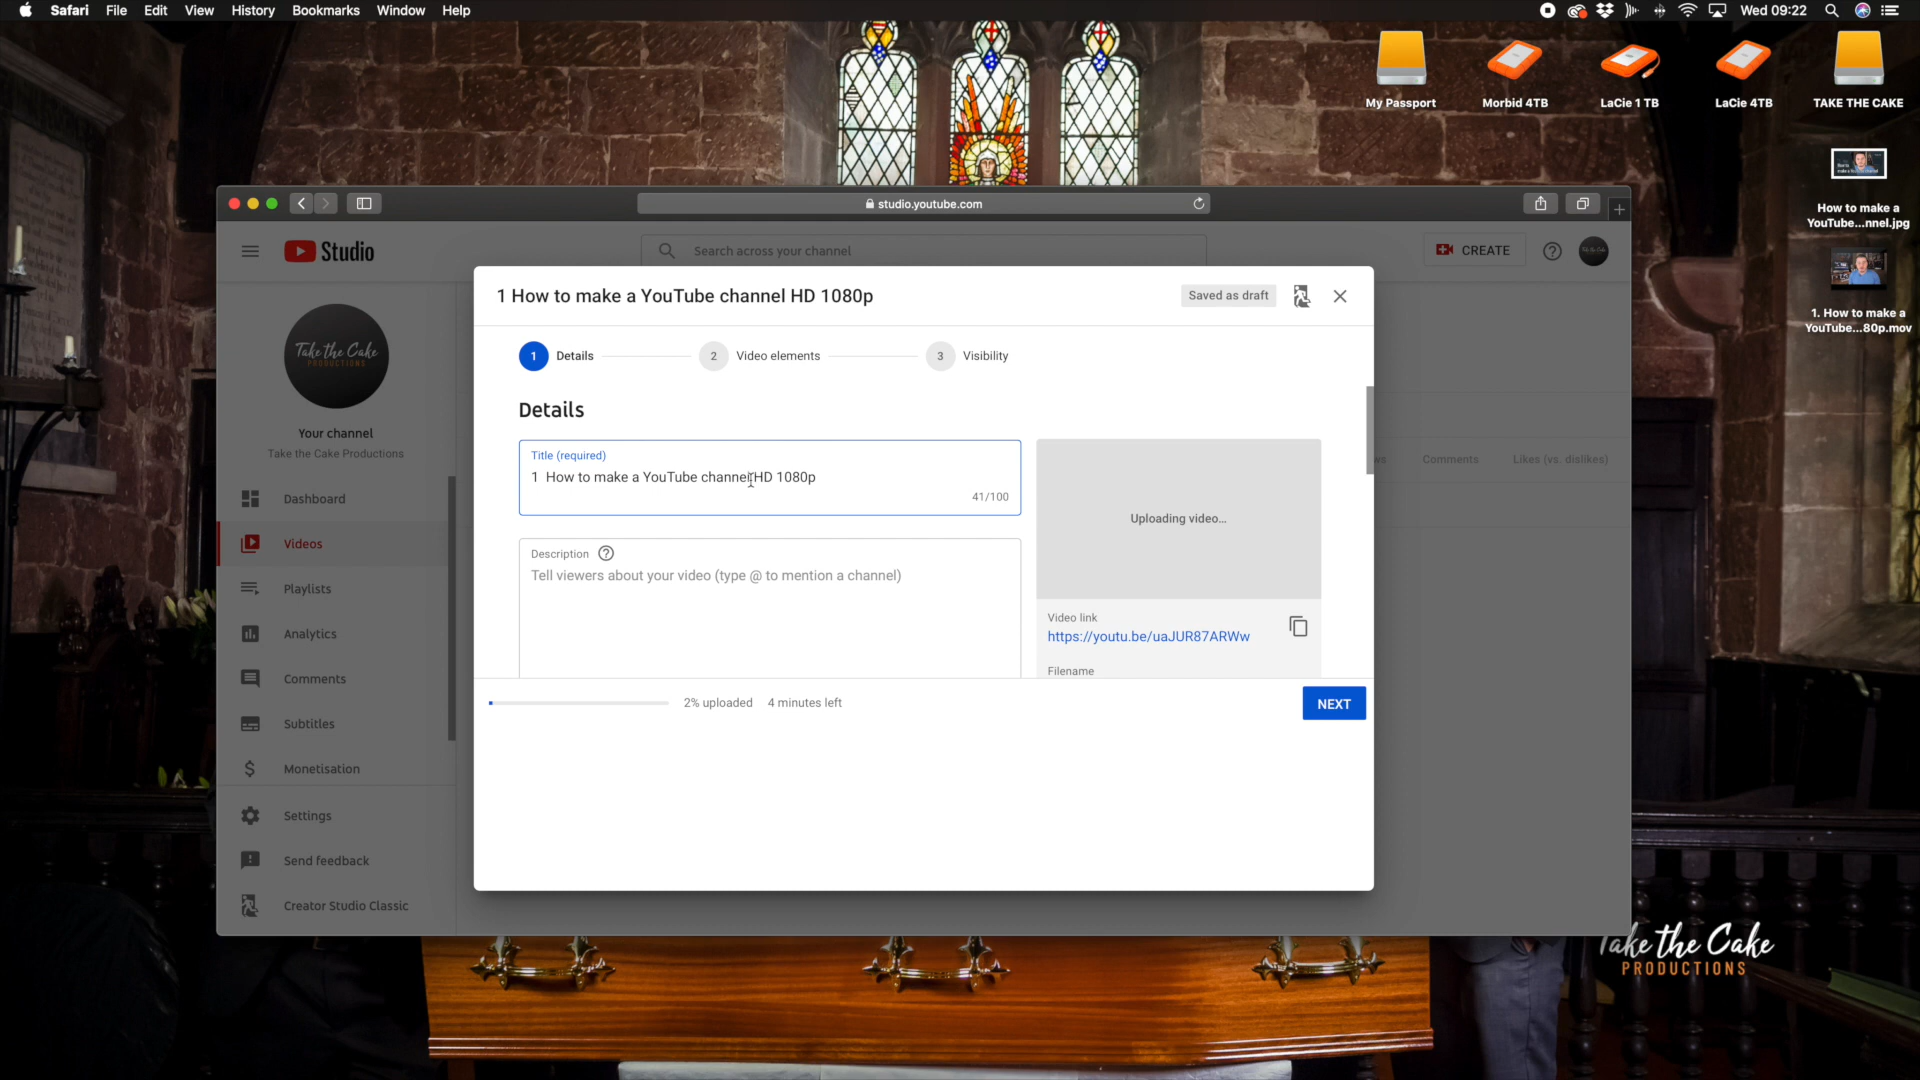 Safari File Edit View History Bookmarks Window Help
Wed 09:22
My Passport
Morbid 4TB
LaCie 1 TB
LaCie 4TB
TAKE THE CAKE
How to make a
YouTube...nnel.jpg
1. How to make a
YouTube...80p.mov
studio.youtube.com
Studio
Search across your channel
CREATE
Take the Cake
PRODUCTIONS
Your channel
Take the Cake Productions
Dashboard
Videos
Playlists
Analytics
Comments
Subtitles
Monetisation
Settings
Send feedback
Creator Studio Classic
1 How to make a YouTube channel HD 1080p
Saved as draft
1 Details
2 Video elements
3 Visibility
Details
Title (required)
1 How to make a YouTube channel HD 1080p
41/100
Description
Tell viewers about your video (type @ to mention a channel)
Uploading video...
Video link
https://youtu.be/uaJUR87ARWw
Filename
2% uploaded 4 minutes left
NEXT
Comments
Likes (vs. dislikes)
Take the Cake
PRODUCTIONS